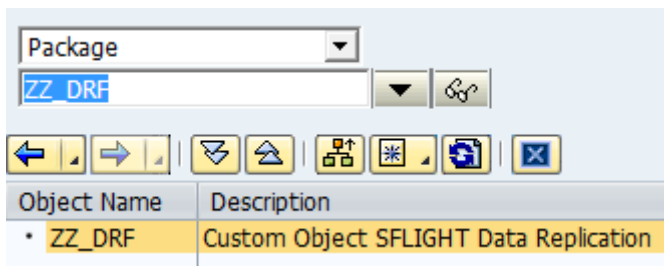 Package
ZZ_DRF
Object Name Description
ZZ_DRF Custom Object SFLIGHT Data Replication